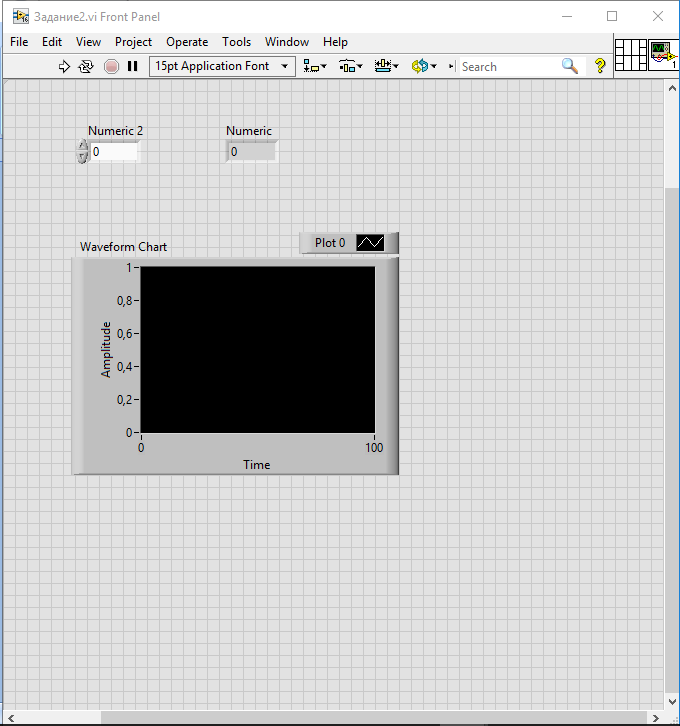 Задание2.vi Front Panel
File Edit View Project Operate Tools Window Help
15pt Application Font Search ? 1
Numeric 2 Numeric
0 0
Waveform Chart Plot 0
1
0,8
0,6
0,4
0,2
0
Amplitude
0 100
Time